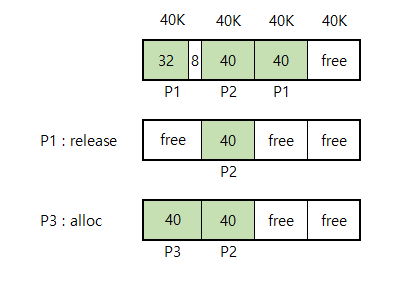 40K 40K 40K 40K
32 8 40 40 free
P1 P2 P1
P1 : release free 40 free free
P2
P3 : alloc 40 40 free free
P3 P2